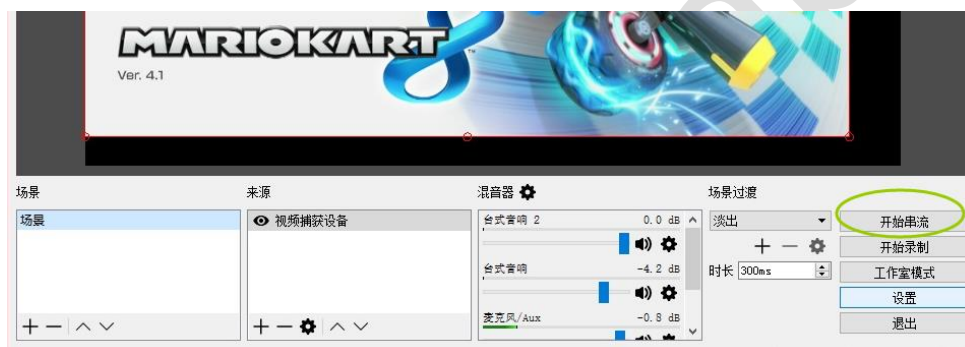 MARIOKART
8
Ver. 4.1
场景
来源
混音器
场景过渡
场景
视频捕获设备
台式音响 2
0.0 dB
淡出
开始串流
开始录制
台式音响
-4.2 dB
时长 300ms
工作室模式
设置
麦克风/Aux
-0.8 dB
退出